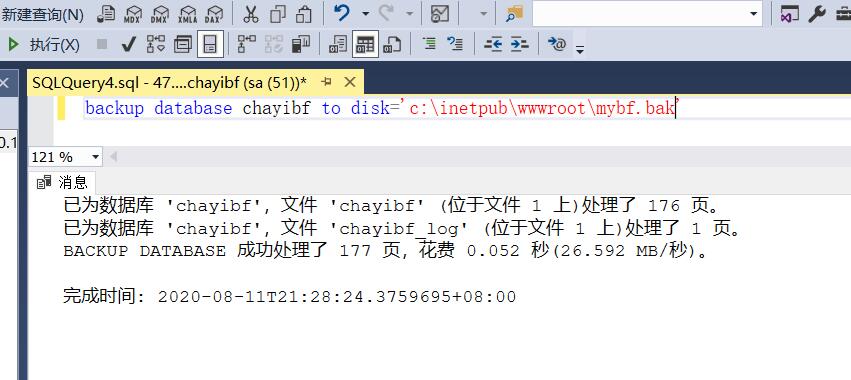 新建查询(N)
MDX DMX XMLA DAX
执行(X)
SQLQuery4.sql - 47....chayibf (sa (51))*
backup database chayibf to disk='c:\inetpub\wwwroot\mybf.bak'
0.1
121 %
消息
已为数据库 'chayibf'，文件 'chayibf' (位于文件 1 上)处理了 176 页。
已为数据库 'chayibf'，文件 'chayibf_log' (位于文件 1 上)处理了 1 页。
BACKUP DATABASE 成功处理了 177 页，花费 0.052 秒(26.592 MB/秒)。
完成时间: 2020-08-11T21:28:24.3759695+08:00